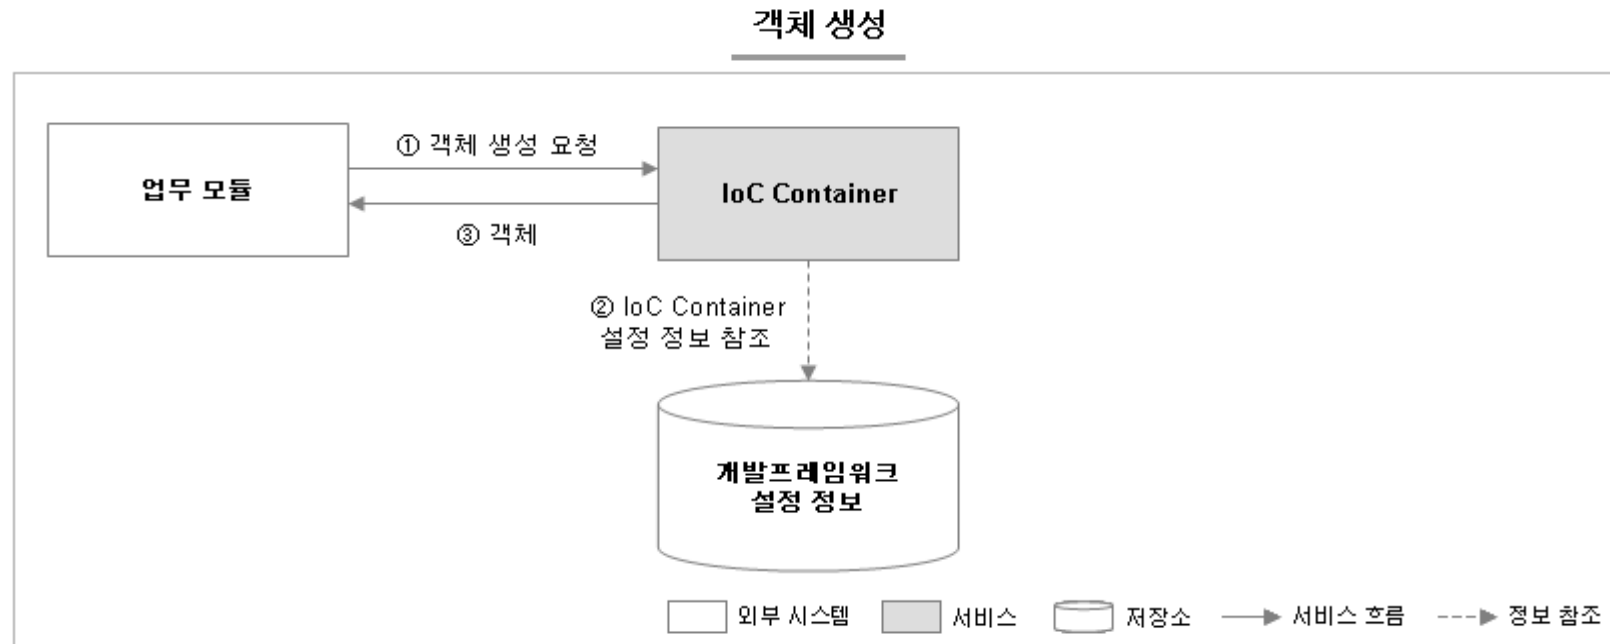 객체 생성
① 객체 생성 요청
업무 모듈
IoC Container
③ 객체
② IoC Container
설정 정보 참조
개발프레임워크
설정 정보
외부 시스템
서비스
저장소
서비스 흐름
정보 참조